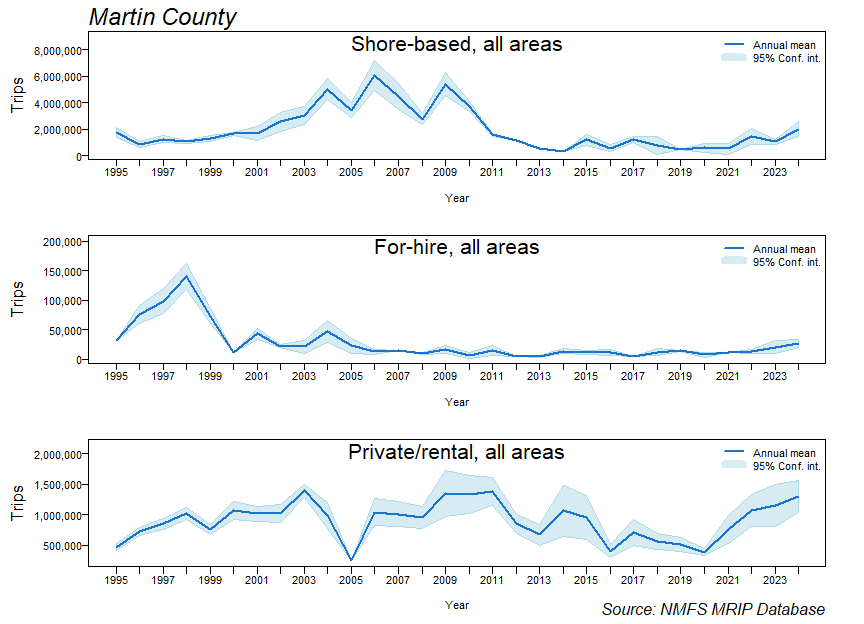 Martin County
Shore-based, all areas
Annual mean
95% Conf. int.
Trips
8,000,000
6,000,000
4,000,000
2,000,000
0
1995 1997 1999 2001 2003 2005 2007 2009 2011 2013 2015 2017 2019 2021 2023
Year
For-hire, all areas
Annual mean
95% Conf. int.
Trips
200,000
150,000
100,000
50,000
0
1995 1997 1999 2001 2003 2005 2007 2009 2011 2013 2015 2017 2019 2021 2023
Year
Private/rental, all areas
Annual mean
95% Conf. int.
Trips
2,000,000
1,500,000
1,000,000
500,000
1995 1997 1999 2001 2003 2005 2007 2009 2011 2013 2015 2017 2019 2021 2023
Year
Source: NMFS MRIP Database